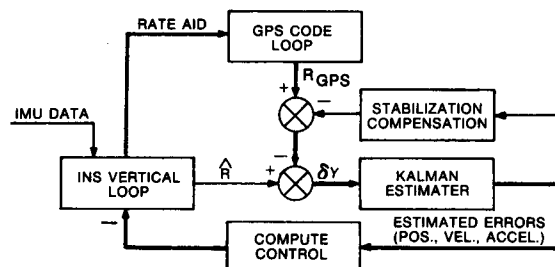 RATE AID
GPS CODE
LOOP
R GPS
+
−
STABILIZATION
COMPENSATION
IMU DATA
−
INS VERTICAL
LOOP
R̂
+
δY
KALMAN
ESTIMATER
−
COMPUTE
CONTROL
ESTIMATED ERRORS
(POS., VEL., ACCEL.)